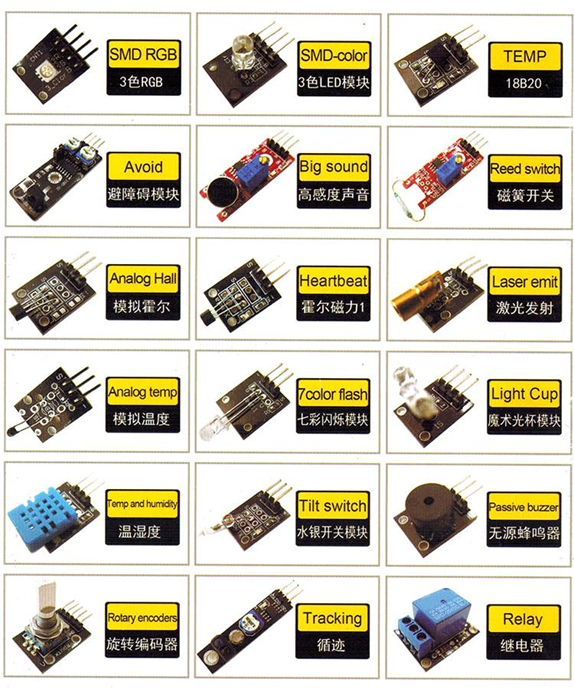 SMD RGB
3色RGB
SMD-color
3色LED模块
TEMP
18B20
Avoid
避障碍模块
Big sound
高感度声音
Reed switch
磁簧开关
Analog Hall
模拟霍尔
Heartbeat
霍尔磁力1
Laser emit
激光发射
Analog temp
模拟温度
7color flash
七彩闪烁模块
Light Cup
魔术光杯模块
Temp and humidity
温湿度
Tilt switch
水银开关模块
Passive buzzer
无源蜂鸣器
Rotary encoders
旋转编码器
Tracking
循迹
Relay
继电器